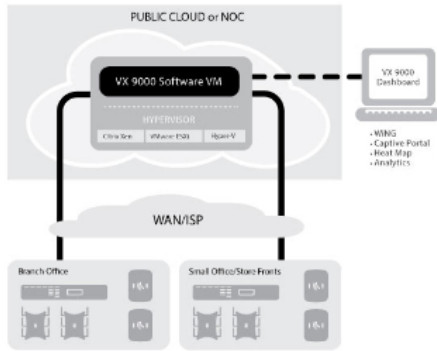 PUBLIC CLOUD or NOC
VX 9000 Software VM
HYPERVISOR
Citrix Xen
VMware ESXi
Hyper-V
VX 9000
Dashboard
• WiNG
• Captive Portal
• Heat Map
• Analytics
WAN/ISP
Branch Office
Small Office/Store Fronts